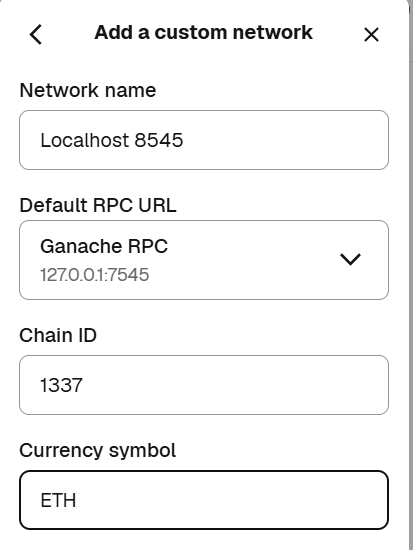 Add a custom network
Network name
Localhost 8545
Default RPC URL
Ganache RPC
127.0.0.1:7545
Chain ID
1337
Currency symbol
ETH